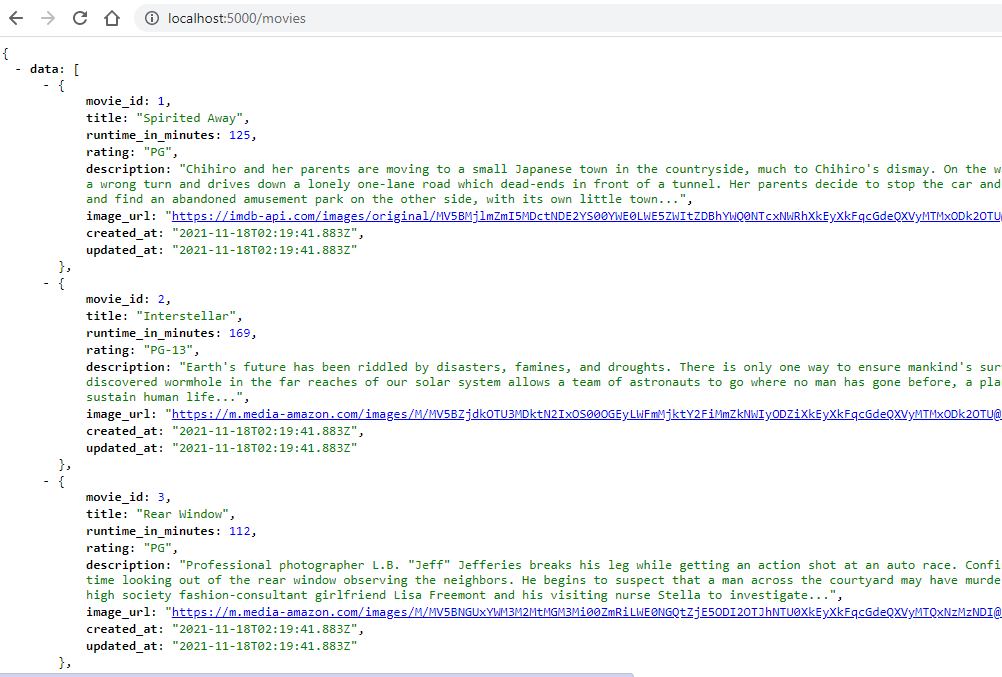 localhost:5000/movies
{
- data: [
- {
movie_id: 1,
title: "Spirited Away",
runtime_in_minutes: 125,
rating: "PG",
description: "Chihiro and her parents are moving to a small Japanese town in the countryside, much to Chihiro's dismay. On the w
a wrong turn and drives down a lonely one-lane road which dead-ends in front of a tunnel. Her parents decide to stop the car and
and find an abandoned amusement park on the other side, with its own little town...",
image_url: "https://imdb-api.com/images/original/MV5BMjlmZmI5MDctNDE2YS00YWE0LWE5ZWItZDBhYWQ0NTcxNWRhXkEyXkFqcGdeQXVyMTMxODk2OTU
created_at: "2021-11-18T02:19:41.883Z",
updated_at: "2021-11-18T02:19:41.883Z"
},
- {
movie_id: 2,
title: "Interstellar",
runtime_in_minutes: 169,
rating: "PG-13",
description: "Earth's future has been riddled by disasters, famines, and droughts. There is only one way to ensure mankind's sur
discovered wormhole in the far reaches of our solar system allows a team of astronauts to go where no man has gone before, a pla
sustain human life...",
image_url: "https://m.media-amazon.com/images/M/MV5BZjdkOTU3MDktN2IxOS00OGEyLWFmMjktY2FiMmZkNWIyODZiXkEyXkFqcGdeQXVyMTMxODk2OTU@
created_at: "2021-11-18T02:19:41.883Z",
updated_at: "2021-11-18T02:19:41.883Z"
},
- {
movie_id: 3,
title: "Rear Window",
runtime_in_minutes: 112,
rating: "PG",
description: "Professional photographer L.B. "Jeff" Jefferies breaks his leg while getting an action shot at an auto race. Confi
time looking out of the rear window observing the neighbors. He begins to suspect that a man across the courtyard may have murde
high society fashion-consultant girlfriend Lisa Freemont and his visiting nurse Stella to investigate...",
image_url: "https://m.media-amazon.com/images/M/MV5BNGUxYWM3M2MtMGM3Mi00ZmRiLWE0NGQtZjE5ODI2OTJhNTU0XkEyXkFqcGdeQXVyMTQxNzMzNDI@
created_at: "2021-11-18T02:19:41.883Z",
updated_at: "2021-11-18T02:19:41.883Z"
},